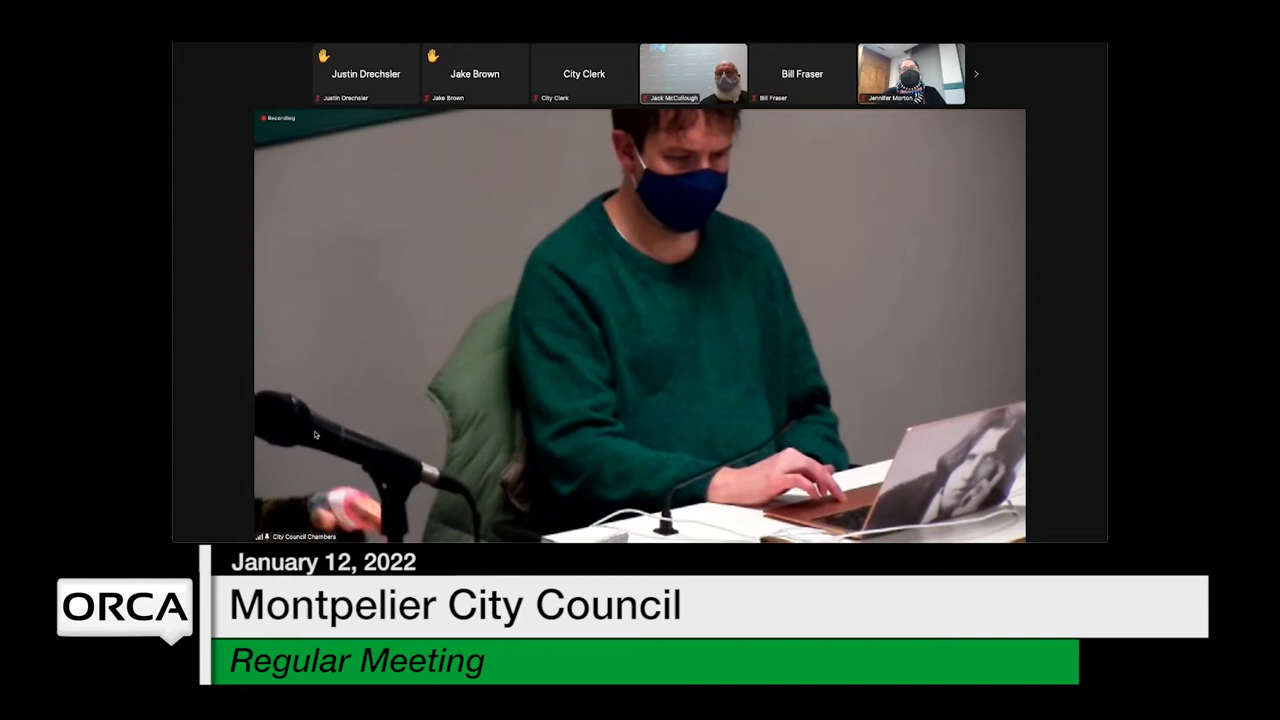 Justin Drechsler
Jake Brown
City Clerk
Bill Fraser
Justin Drechsler
Jake Brown
City Clerk
Jack McCullough
Bill Fraser
Jennifer Morton
Recording
City Council Chambers
January 12, 2022
ORCA
Montpelier City Council
Regular Meeting